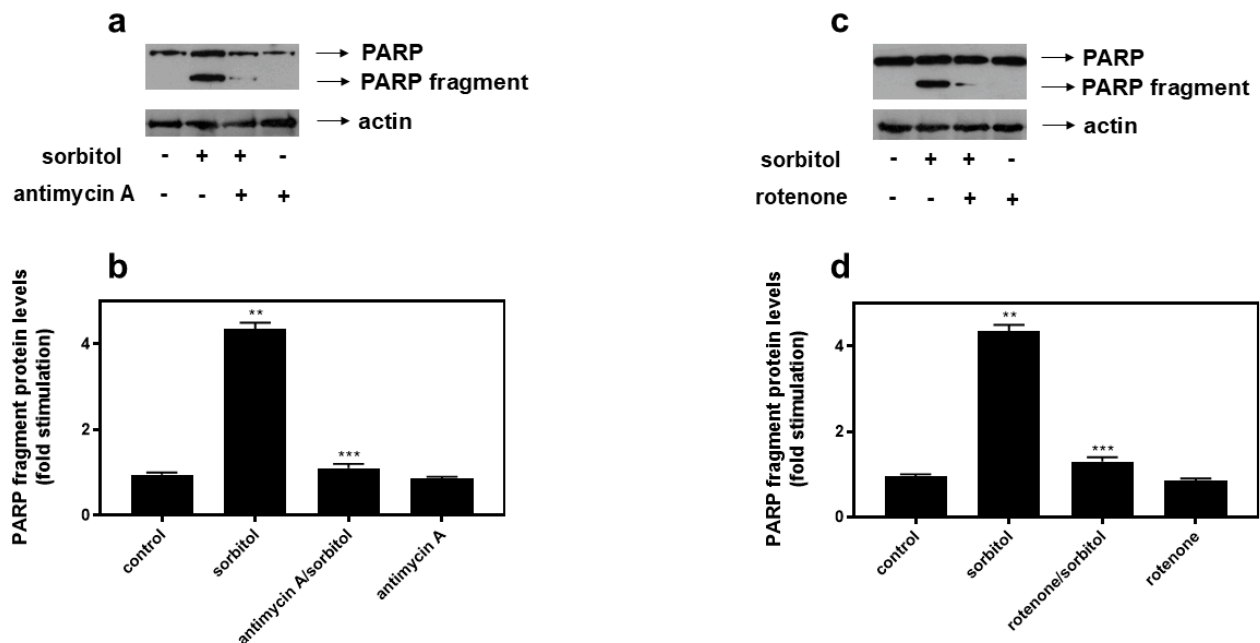 a
PARP
PARP fragment
actin
sorbitol - + + -
antimycin A - - + +
b
PARP fragment protein levels
(fold stimulation)
4
2
0
**
***
control
sorbitol
antimycin A/sorbitol
antimycin A
c
PARP
PARP fragment
actin
sorbitol - + + -
rotenone - - + +
d
PARP fragment protein levels
(fold stimulation)
4
2
0
**
***
control
sorbitol
rotenone/sorbitol
rotenone